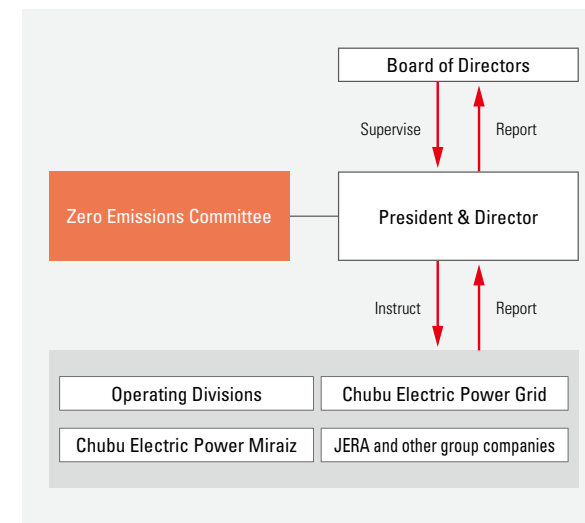 Board of Directors
Supervise
Report
Zero Emissions Committee
President & Director
Instruct
Report
Operating Divisions
Chubu Electric Power Grid
Chubu Electric Power Miraiz
JERA and other group companies